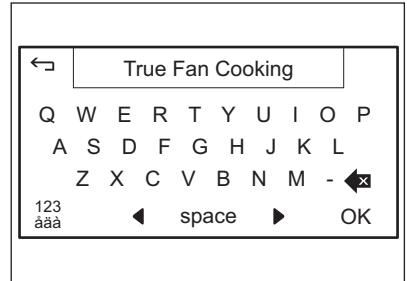 True Fan Cooking
Q W E R T Y U I O P
A S D F G H J K L
Z X C V B N M -
123
åäà
space OK